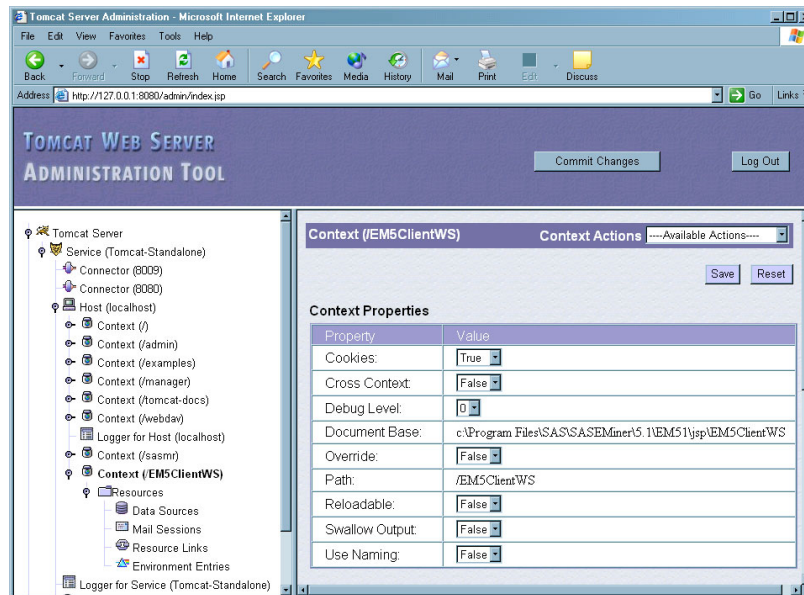 Tomcat Server Administration - Microsoft Internet Explorer
File Edit View Favorites Tools Help
Back Forward Stop Refresh Home Search Favorites Media History Mail Print Edit Discuss
Address http://127.0.0.1:8080/admin/index.jsp Go Links
TOMCAT WEB SERVER
ADMINISTRATION TOOL
Commit Changes Log Out
Tomcat Server
Service (Tomcat-Standalone)
Connector (8009)
Connector (8080)
Host (localhost)
Context (/)
Context (/admin)
Context (/examples)
Context (/manager)
Context (/tomcat-docs)
Context (/webdav)
Logger for Host (localhost)
Context (/sasmr)
Context (/EM5ClientWS)
Resources
Data Sources
Mail Sessions
Resource Links
Environment Entries
Logger for Service (Tomcat-Standalone)
Context (/EM5ClientWS) Context Actions ----Available Actions----
Save Reset
Context Properties
Property Value
Cookies: True
Cross Context: False
Debug Level: 0
Document Base: c:\Program Files\SAS\SASEMiner\5.1\EM51\jsp\EM5ClientWS
Override: False
Path: /EM5ClientWS
Reloadable: False
Swallow Output: False
Use Naming: False